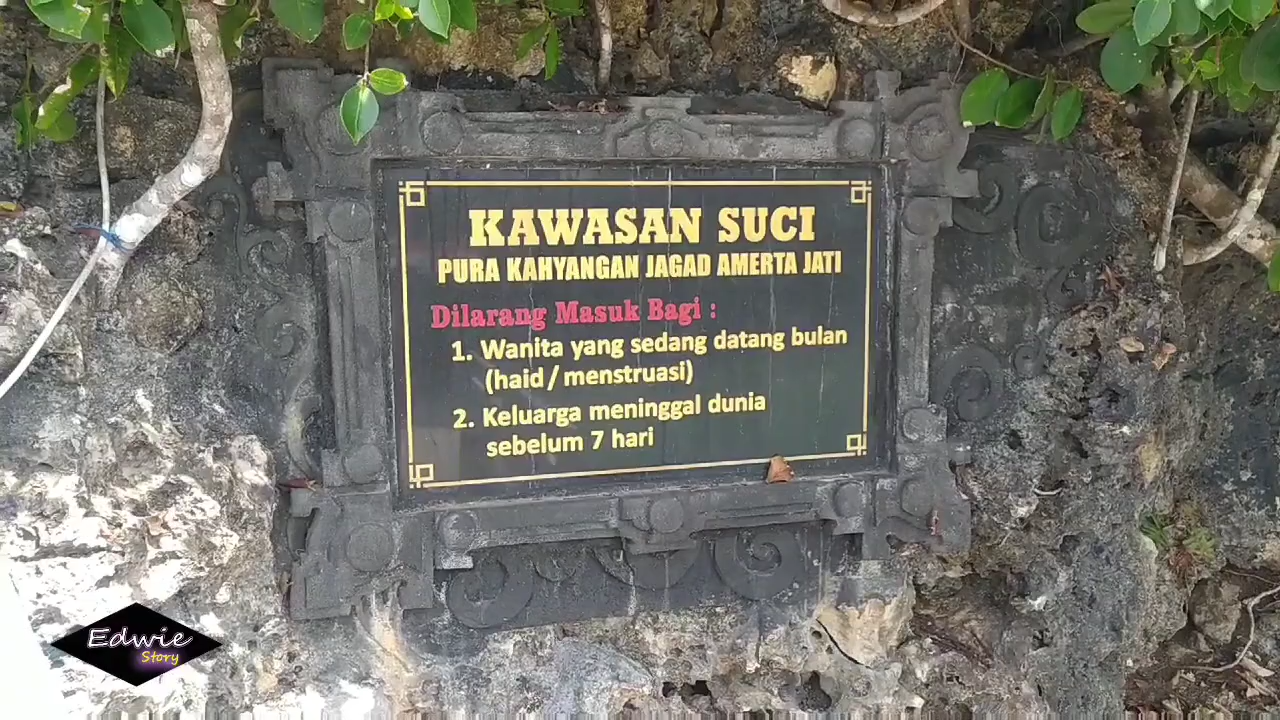 KAWASAN SUCI
PURA KAHYANGAN JAGAD AMERTA JATI
Dilarang Masuk Bagi :
1. Wanita yang sedang datang bulan
(haid / menstruasi)
2. Keluarga meninggal dunia
sebelum 7 hari
Edwie
Story